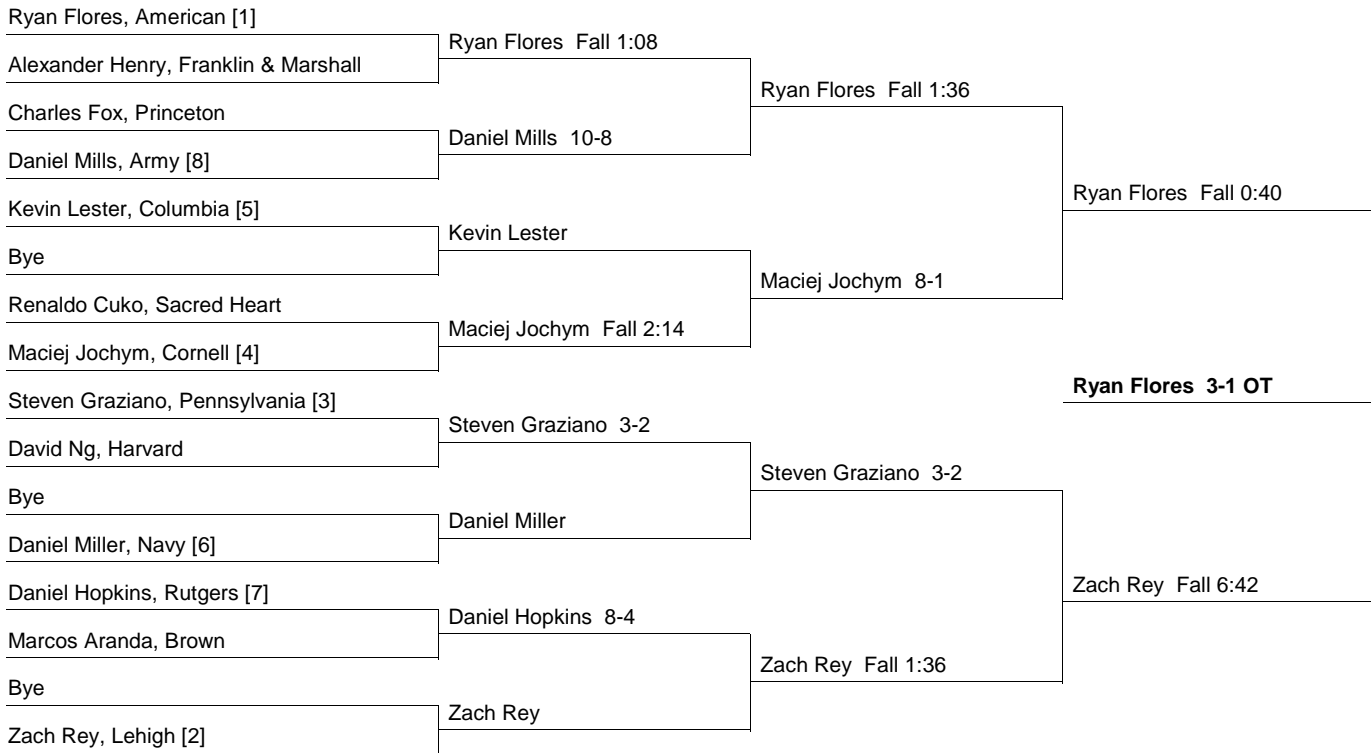 Ryan Flores, American [1]
Ryan Flores  Fall 1:08
Alexander Henry, Franklin & Marshall
Ryan Flores  Fall 1:36
Charles Fox, Princeton
Daniel Mills  10-8
Daniel Mills, Army [8]
Ryan Flores  Fall 0:40
Kevin Lester, Columbia [5]
Kevin Lester
Bye
Maciej Jochym  8-1
Renaldo Cuko, Sacred Heart
Maciej Jochym  Fall 2:14
Maciej Jochym, Cornell [4]
Ryan Flores  3-1 OT
Steven Graziano, Pennsylvania [3]
Steven Graziano  3-2
David Ng, Harvard
Steven Graziano  3-2
Bye
Daniel Miller
Daniel Miller, Navy [6]
Zach Rey  Fall 6:42
Daniel Hopkins, Rutgers [7]
Daniel Hopkins  8-4
Marcos Aranda, Brown
Zach Rey  Fall 1:36
Bye
Zach Rey
Zach Rey, Lehigh [2]